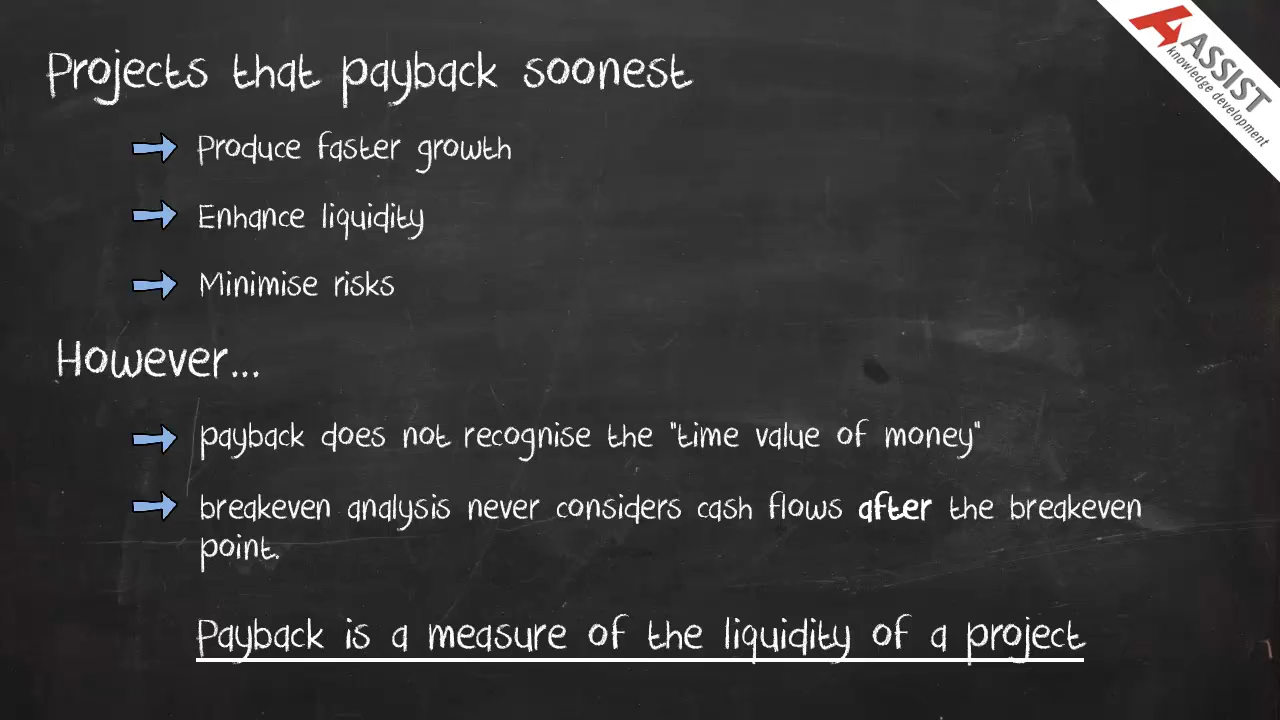 Projects that payback soonest
Produce faster growth
Enhance liquidity
Minimise risks
However...
payback does not recognise the "time value of money"
breakeven analysis never considers cash flows after the breakeven
point.
Payback is a measure of the liquidity of a project
ASSIST
knowledge development